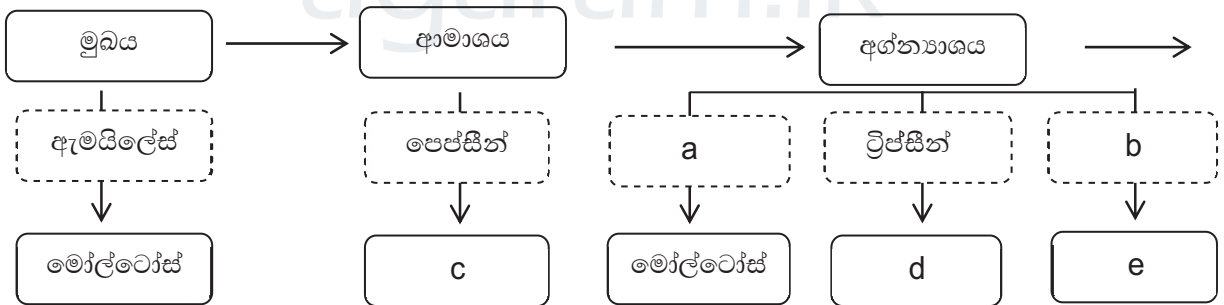 මුඛය
ආමාශය
අග්න්‍යාශය
ඇමයිලේස්
පෙප්සීන්
a
ට්‍රිප්සීන්
b
මෝල්ටෝස්
c
මෝල්ටෝස්
d
e